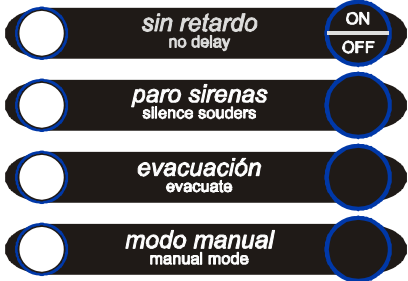 sin retardo
no delay
ON
OFF
paro sirenas
silence souders
evacuación
evacuate
modo manual
manual mode